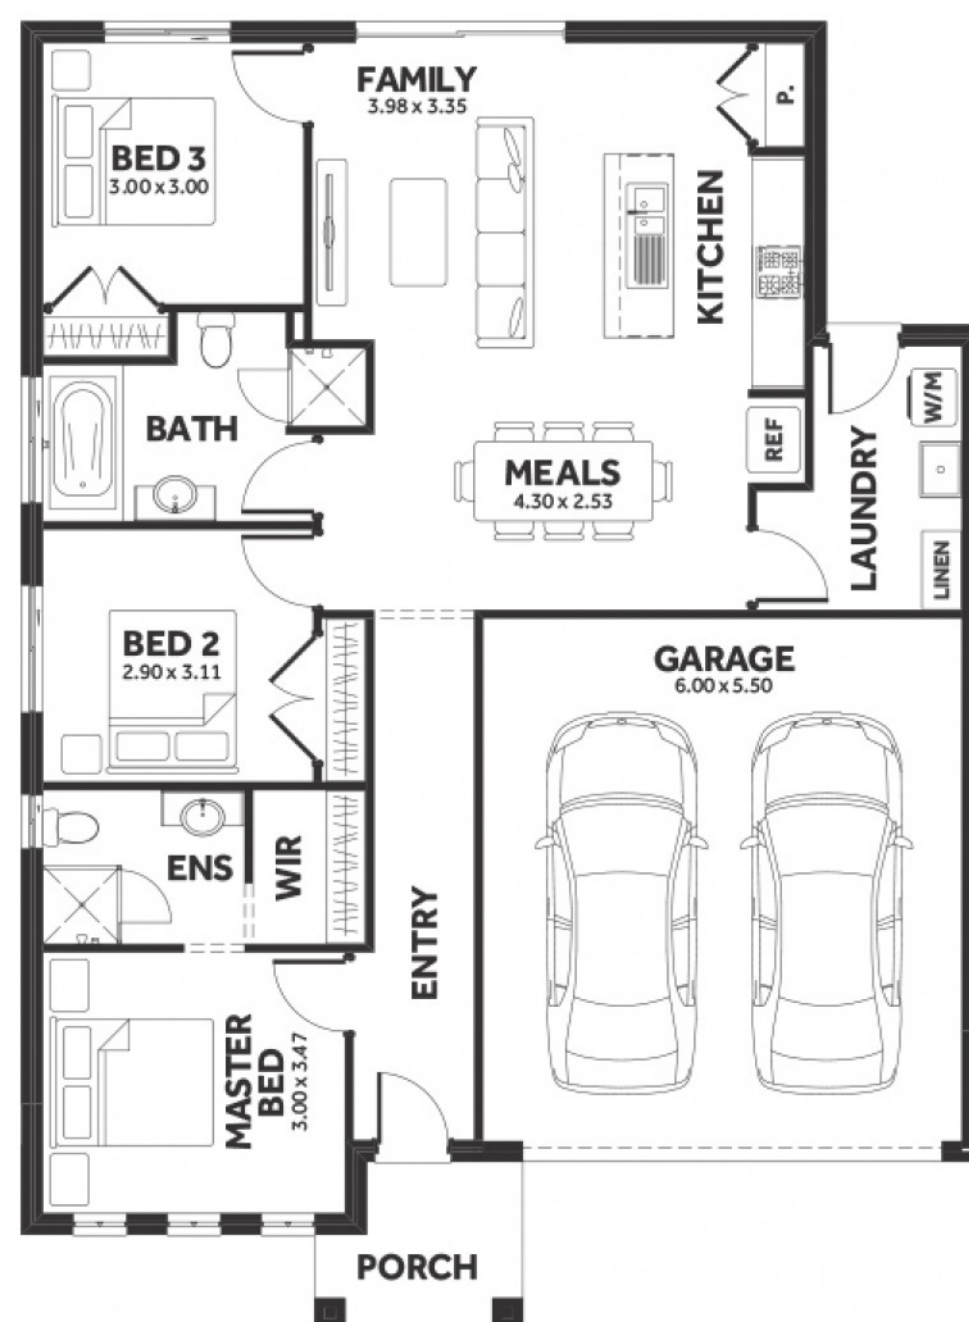 FAMILY
3.98 x 3.35
P.
BED 3
3.00 x 3.00
KITCHEN
W/M
BATH
REF
MEALS
4.30 x 2.53
LAUNDRY
LINEN
BED 2
2.90 x 3.11
GARAGE
6.00 x 5.50
ENS
WIR
ENTRY
MASTER
BED
3.00 x 3.47
PORCH